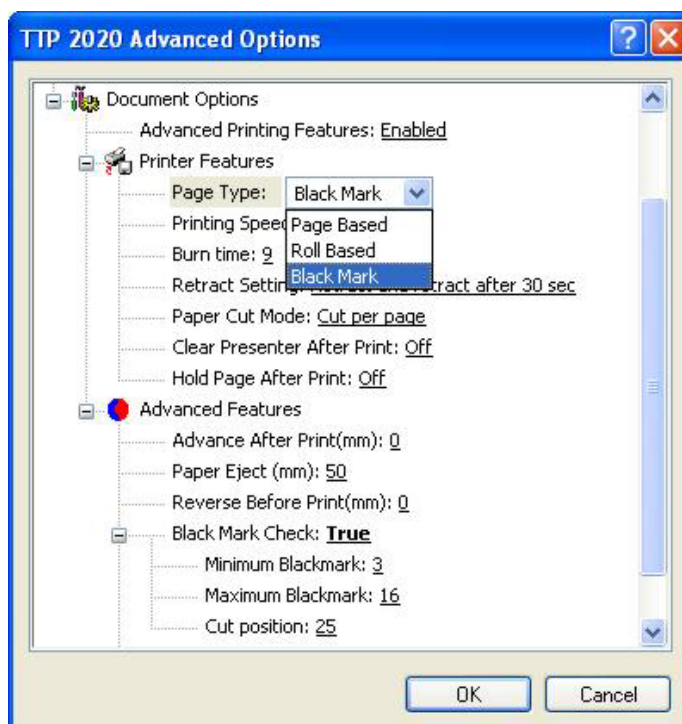 TTP 2020 Advanced Options
Document Options
Advanced Printing Features: Enabled
Printer Features
Page Type: Black Mark
Printing Speed
Page Based
Burn time: 9
Roll Based
Black Mark
Retract Setting: retract after 30 sec
Paper Cut Mode: Cut per page
Clear Presenter After Print: Off
Hold Page After Print: Off
Advanced Features
Advance After Print(mm): 0
Paper Eject (mm): 50
Reverse Before Print(mm): 0
Black Mark Check: True
Minimum Blackmark: 3
Maximum Blackmark: 16
Cut position: 25
OK Cancel